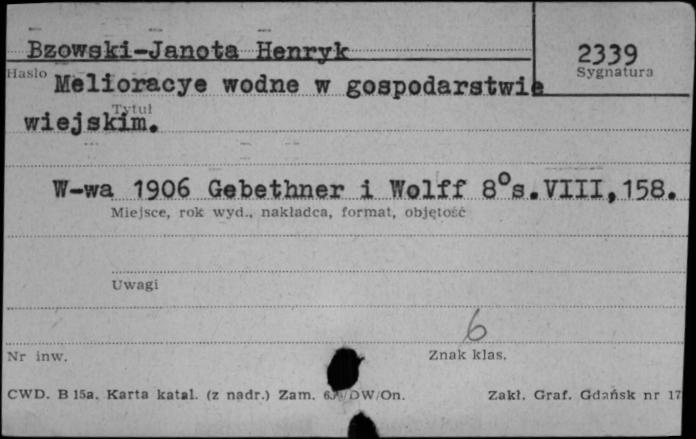 Bzowski-Janota Henryk
2339
Hasło
Sygnatura
Melioracye wodne w gospodarstwie
Tytuł
wiejskim.
W-wa 1906 Gebethner i Wolff 8°s.VIII,158.
Miejsce, rok wyd., nakładca, format, objętość
Uwagi
6
Nr inw.
Znak klas.
CWD. B 15a. Karta katal. (z nadr.) Zam. /DW/On.
Zakł. Graf. Gdańsk nr 17